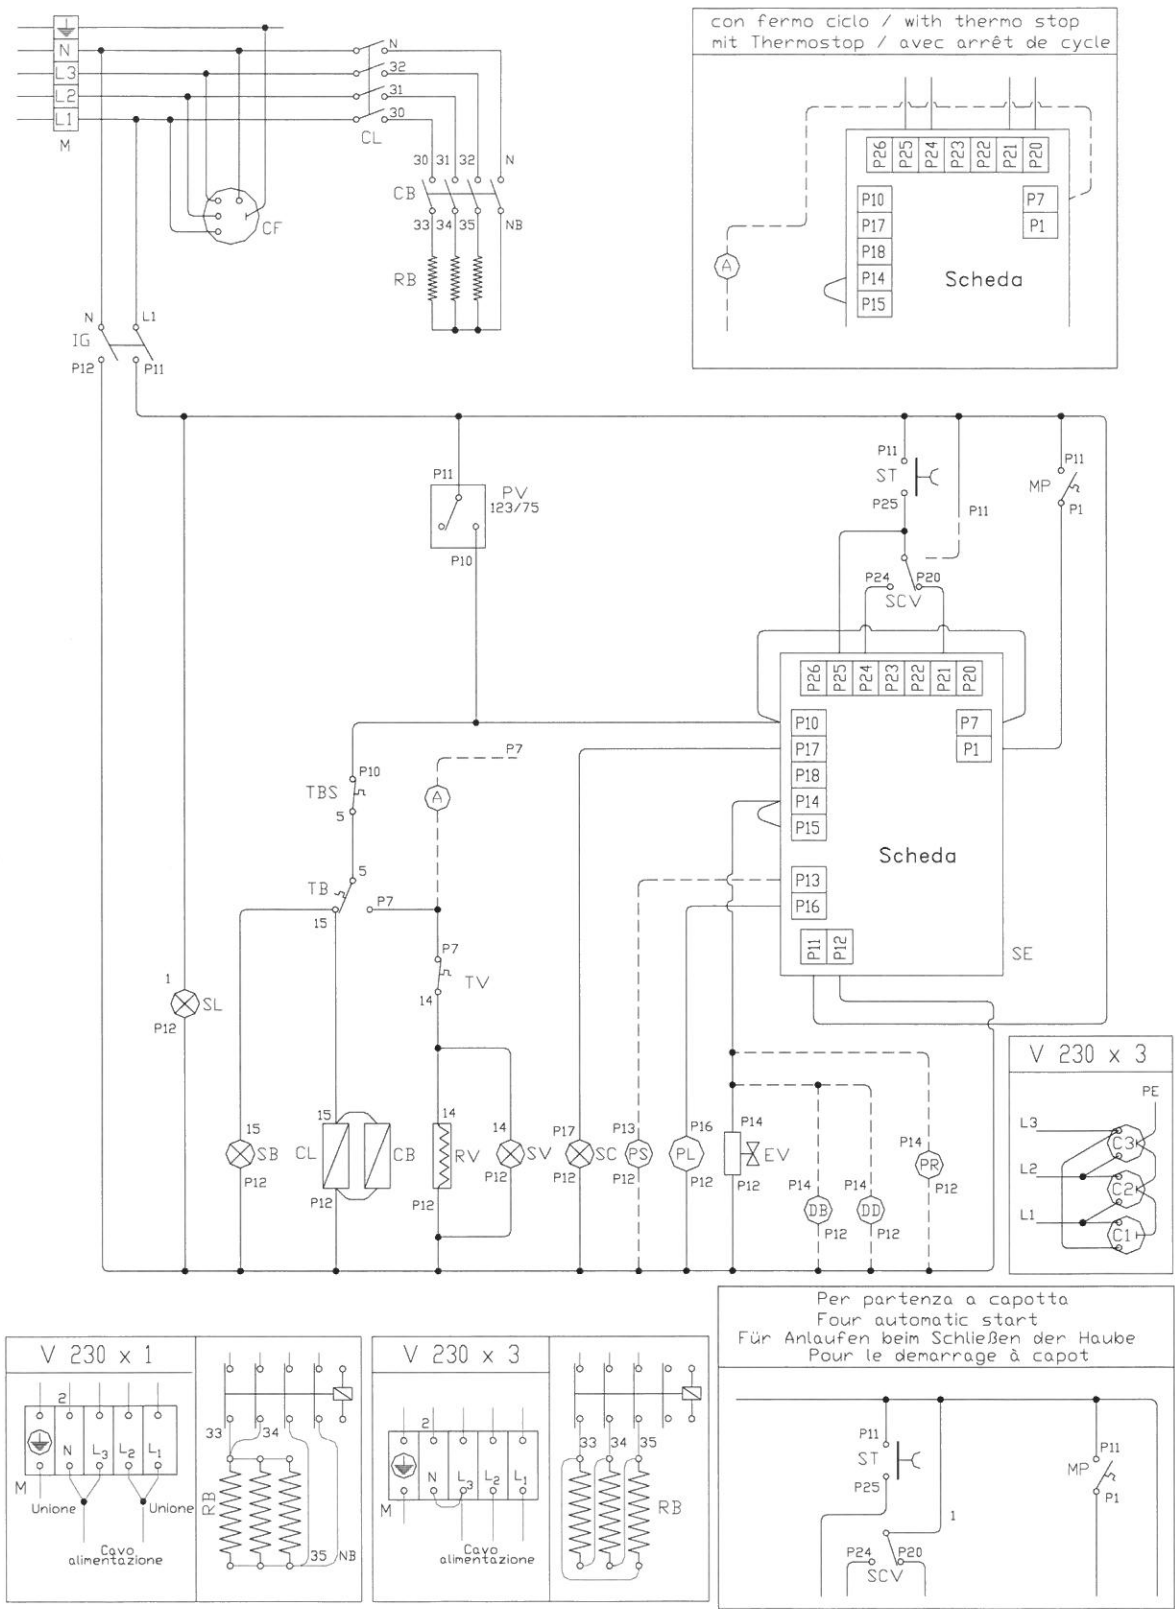 con fermo ciclo / with thermo stop
mit Thermostop / avec arrêt de cycle
N
L3
L2
L1
M
N
32
31
30
CL
30
31
32
N
CB
33
34
35
NB
RB
CF
P26
P25
P24
P23
P22
P21
P20
P10
P17
P18
P14
P15
P7
P1
A
Scheda
N
L1
IG
P12
P11
P11
PV
123/75
P10
P11
ST
P25
P11
P24
P20
SCV
P11
MP
P1
P26
P25
P24
P23
P22
P21
P20
P10
P17
P18
P14
P15
P13
P16
P11
P12
P7
P1
Scheda
SE
P10
TBS
5
5
TB
15
P7
P7
A
P7
TV
14
1
SL
P12
15
SB
P12
15
CL
CB
P12
14
RV
P12
14
SV
P12
P17
SC
P12
P13
PS
P12
P16
PL
P12
P14
EV
P12
P14
DB
P12
DD
P12
P14
PR
P12
V 230 x 3
PE
L3
C3
L2
C2
L1
C1
V 230 x 1
2
N
L3
L2
L1
M
Unione
Unione
Cavo
alimentazione
33
34
RB
35
NB
V 230 x 3
2
N
L3
L2
L1
M
Cavo
alimentazione
33
34
35
RB
Per partenza a capotta
Four automatic start
Für Anlaufen beim Schließen der Haube
Pour le demarrage à capot
P11
ST
P25
1
P24
P20
SCV
P11
MP
P1